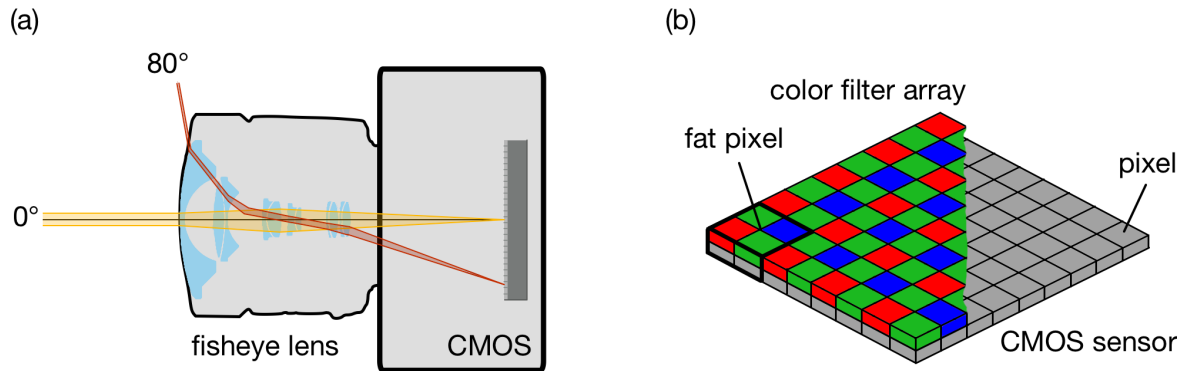 (a)
80°
0°
fisheye lens
CMOS
(b)
color filter array
fat pixel
pixel
CMOS sensor